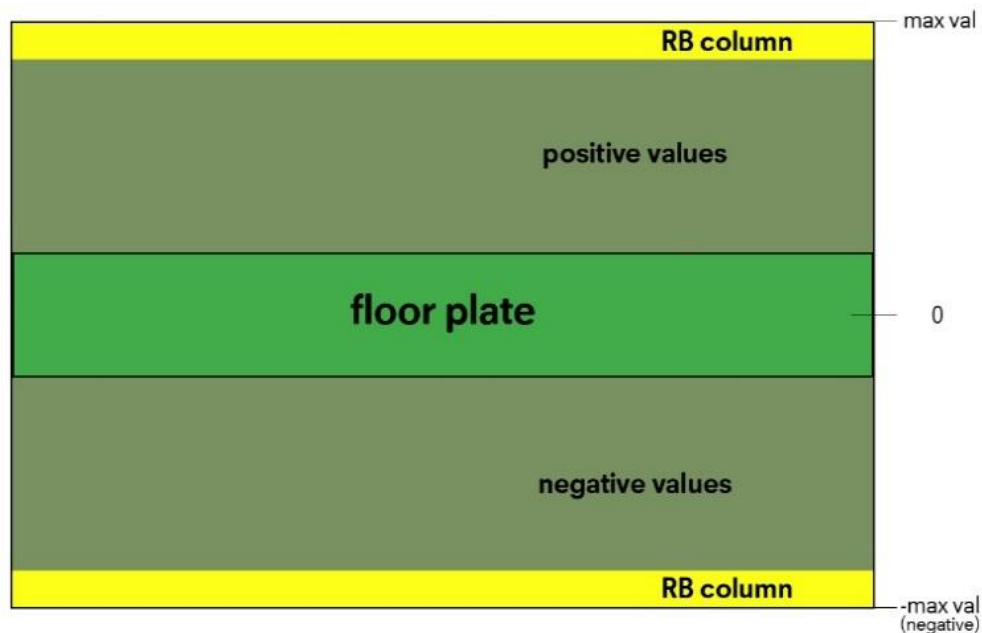 max val
RB column
positive values
floor plate
0
negative values
RB column
-max val
(negative)